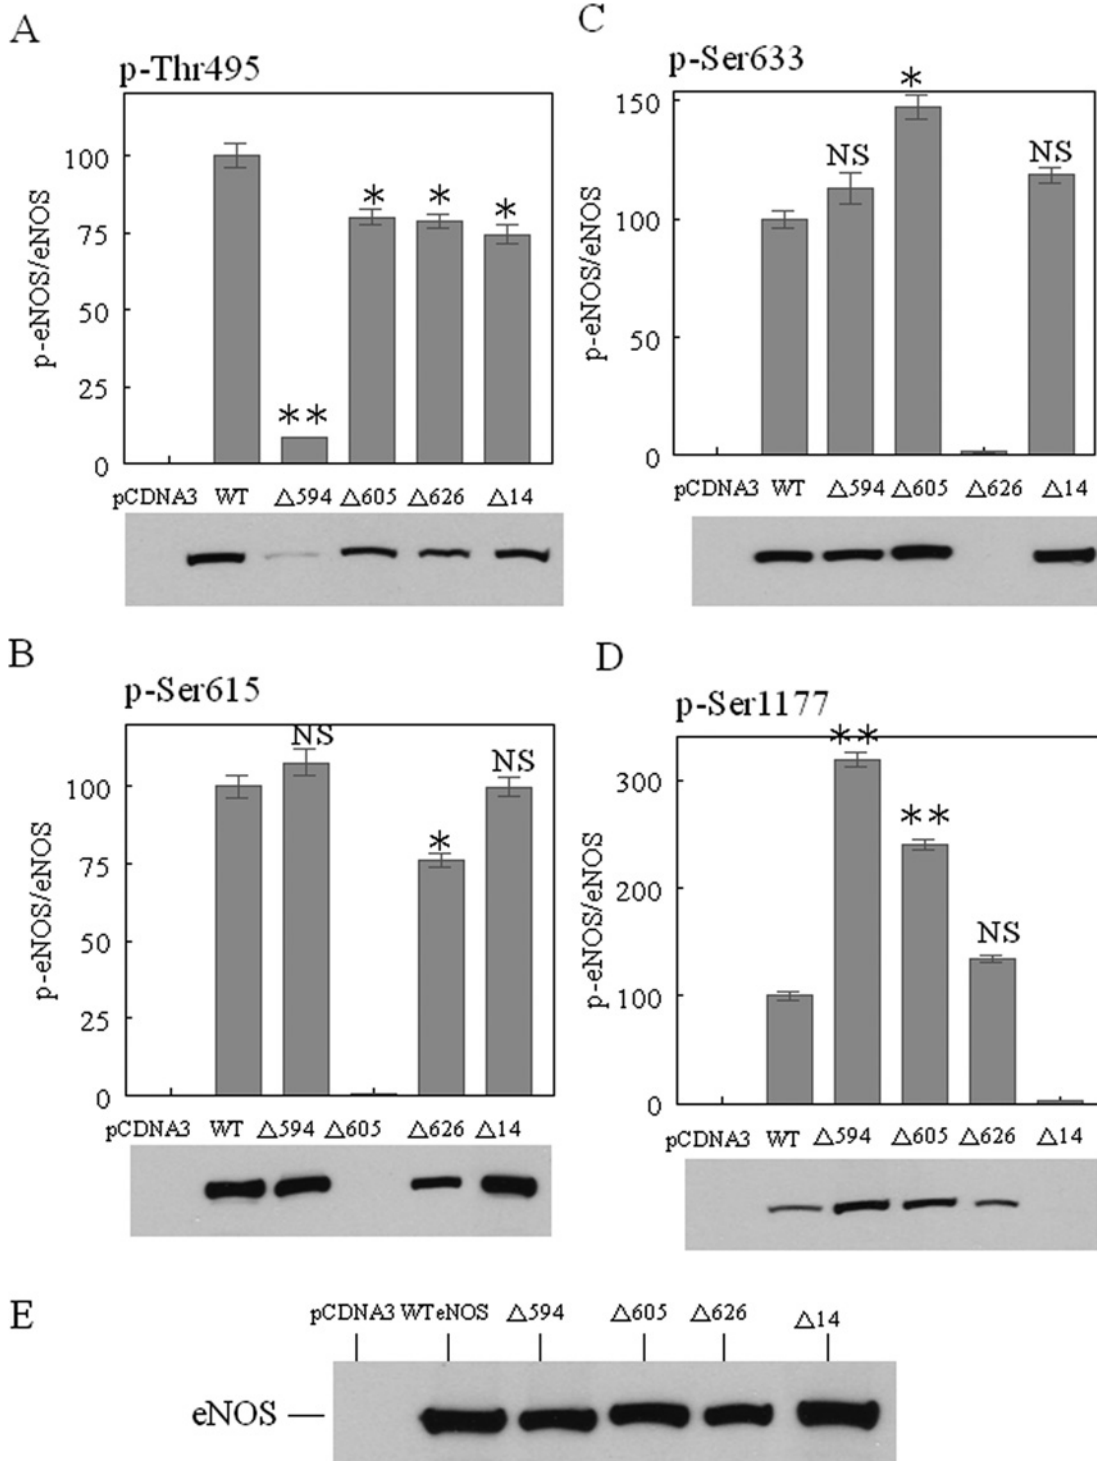 A
p-Thr495
p-eNOS/eNOS
100
75
50
25
0
*
*
*
**
pCDNA3 WT △594 △605 △626 △14
B
p-Ser615
p-eNOS/eNOS
100
75
50
25
0
NS
*
NS
pCDNA3 WT △594 △605 △626 △14
C
p-Ser633
p-eNOS/eNOS
150
100
50
0
NS
*
NS
pCDNA3 WT △594 △605 △626 △14
D
p-Ser1177
p-eNOS/eNOS
300
200
100
0
**
**
NS
pCDNA3 WT △594 △605 △626 △14
E
pCDNA3 WTeNOS △594 △605 △626 △14
eNOS —